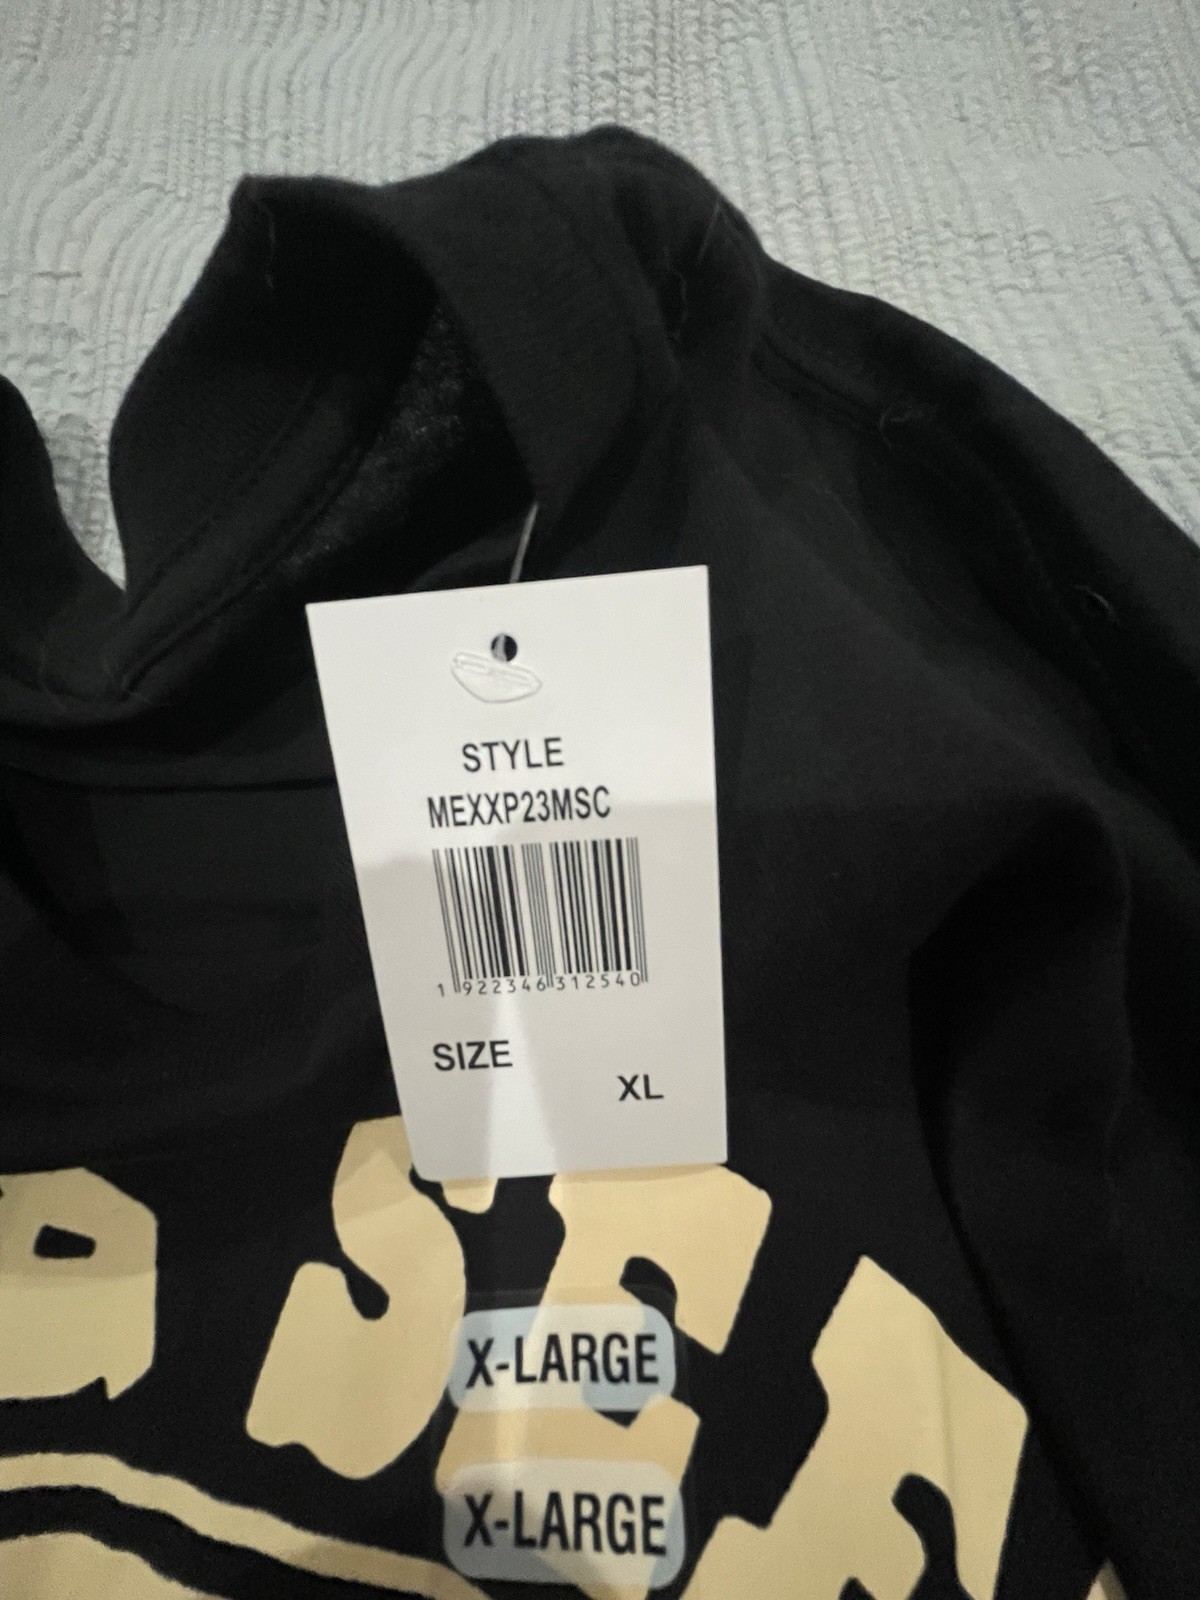 STYLE
MEXXP23MSC
1 922346 312540
SIZE
XL
X-LARGE
X-LARGE